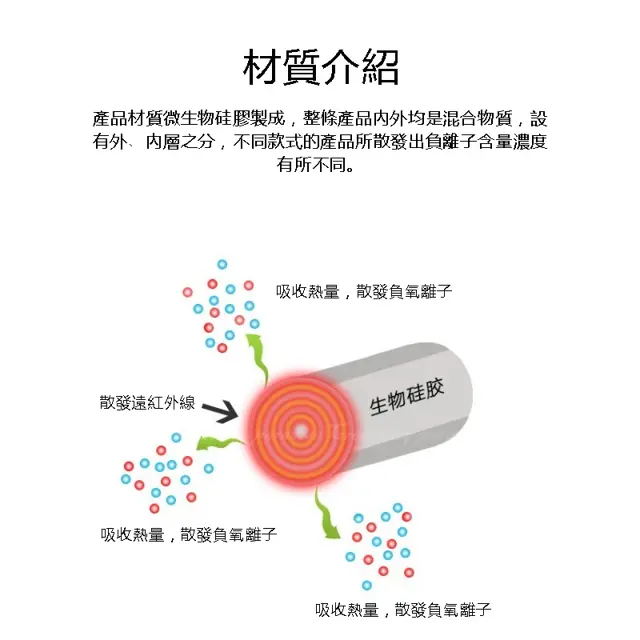 材質介紹
產品材質微生物硅膠製成，整條產品內外均是混合物質，設
有外、內層之分，不同款式的產品所散發出負離子含量濃度
有所不同。
吸收熱量，散發負氧離子
散發遠紅外線
生物硅胶
吸收熱量，散發負氧離子
吸收熱量，散發負氧離子